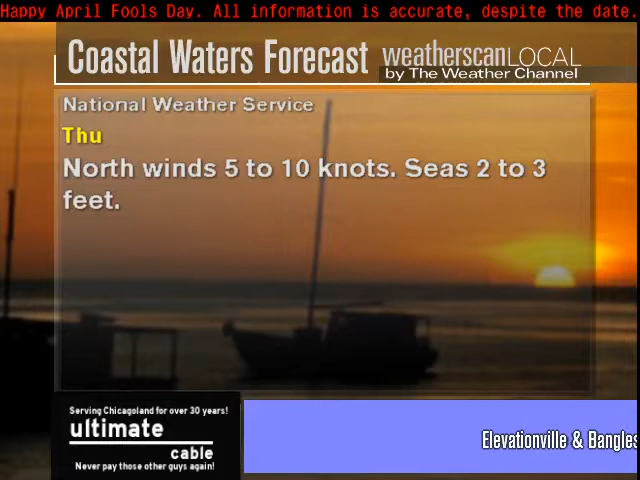 Happy April Fools Day. All information is accurate, despite the date.
Coastal Waters Forecast
weatherscanLOCAL
by The Weather Channel
National Weather Service
Thu
North winds 5 to 10 knots. Seas 2 to 3
feet.
Serving Chicagoland for over 30 years!
ultimate
cable
Never pay those other guys again!
Elevationville & Bangles